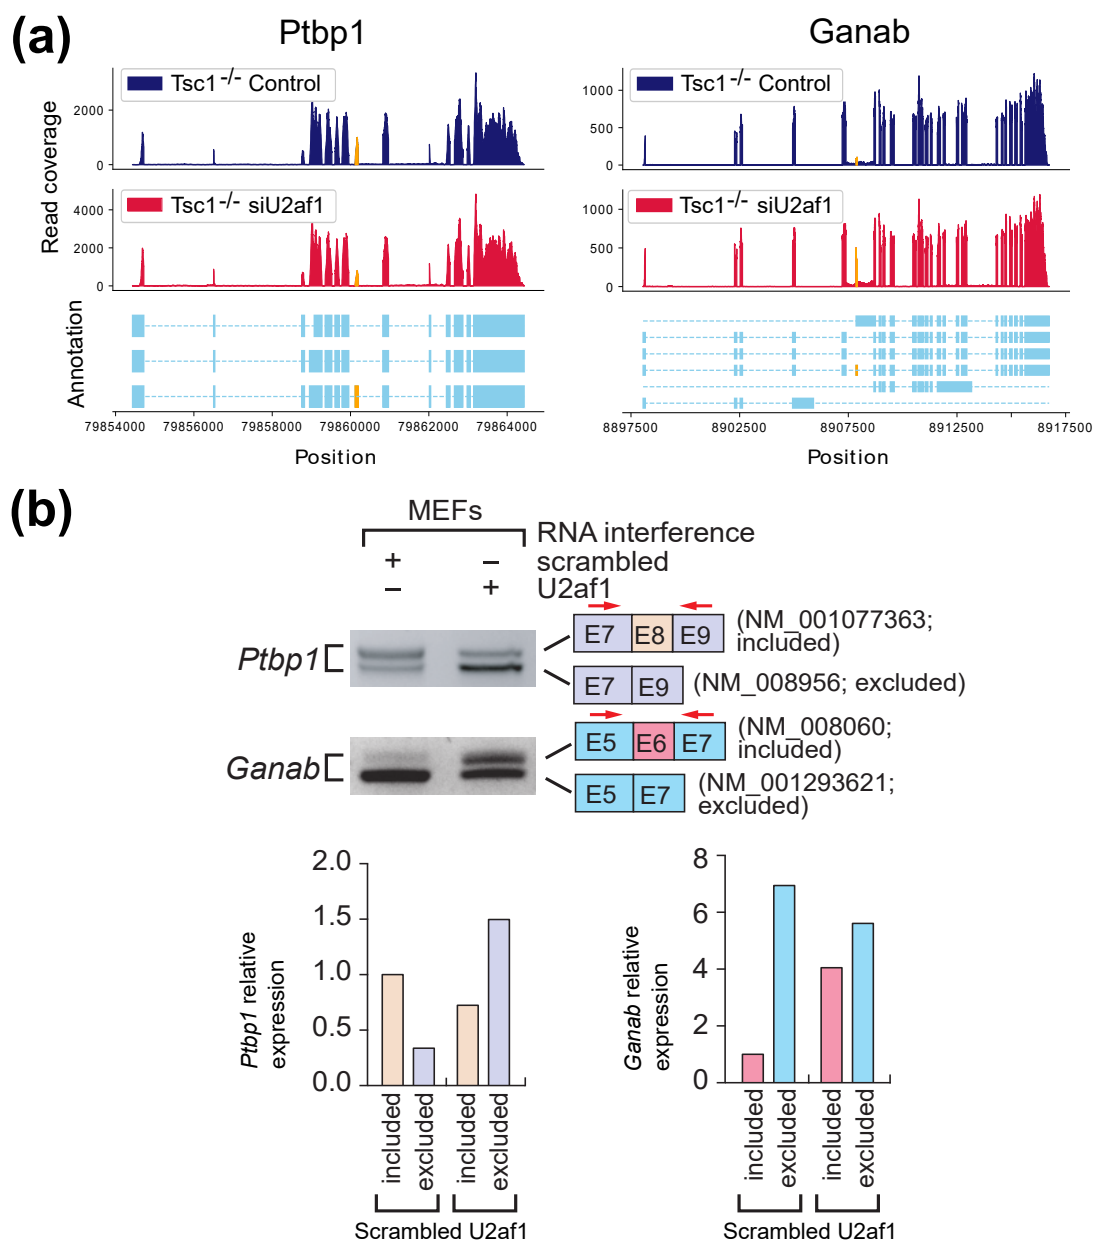 (a)
Ptbp1
Ganab
Read coverage
Tsc1-/- Control
2000
0
Tsc1-/- siU2af1
4000
2000
0
Tsc1-/- Control
1000
500
0
Tsc1-/- siU2af1
1000
500
0
Annotation
79854000 79856000 79858000 79860000 79862000 79864000
Position
8897500 8902500 8907500 8912500 8917500
Position
(b)
MEFs
RNA interference
+ – scrambled
– + U2af1
Ptbp1
E7 E8 E9
(NM_001077363;
included)
E7 E9
(NM_008956; excluded)
Ganab
E5 E6 E7
(NM_008060;
included)
E5 E7
(NM_001293621;
excluded)
Ptbp1 relative
expression
2.0
1.5
1.0
0.5
0.0
included
excluded
included
excluded
Scrambled U2af1
Ganab relative
expression
8
6
4
2
0
included
excluded
included
excluded
Scrambled U2af1